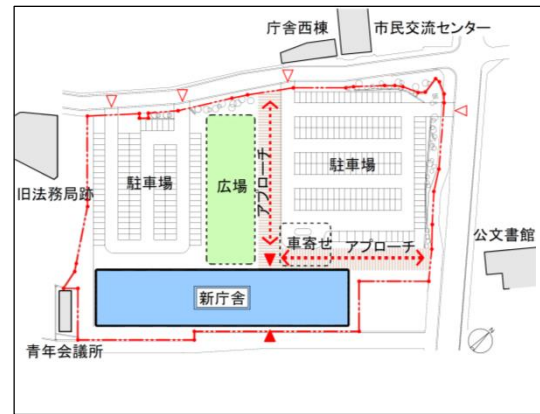 庁舎西棟
市民交流センター
旧法務局跡
駐車場
広場
アプローチ
駐車場
車寄せ
アプローチ
公文書館
新庁舎
青年会議所